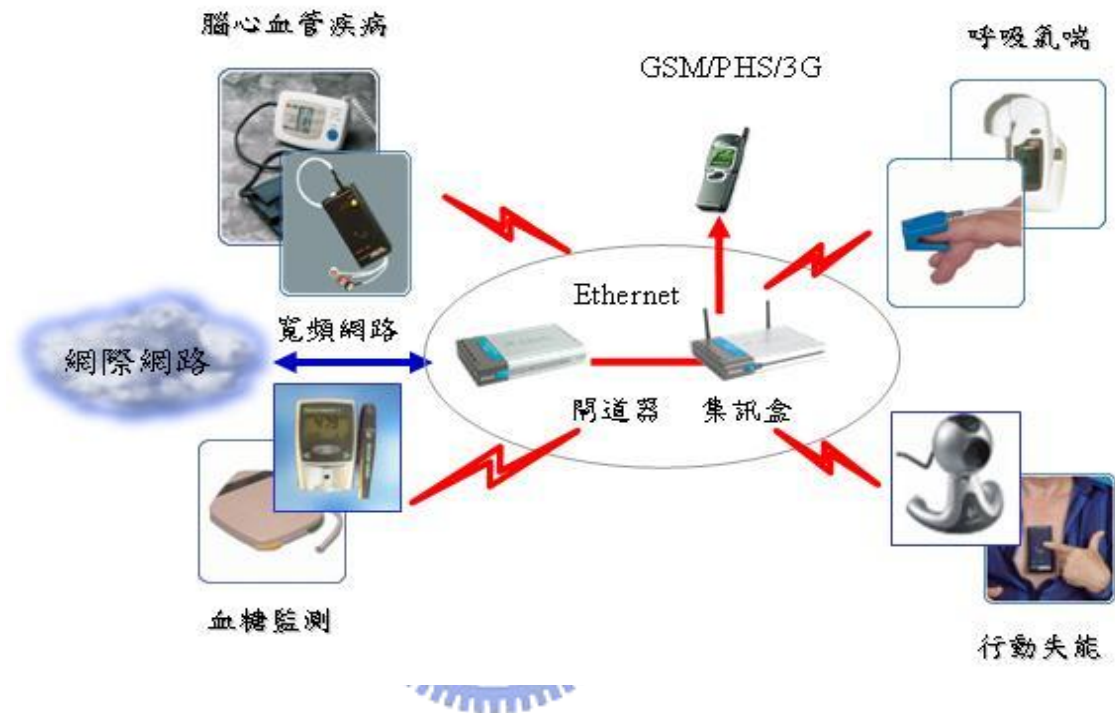 腦心血管疾病
呼吸氣喘
GSM/PHS/3G
Ethernet
寬頻網路
網際網路
閘道器
集訊盒
血糖監測
行動失能